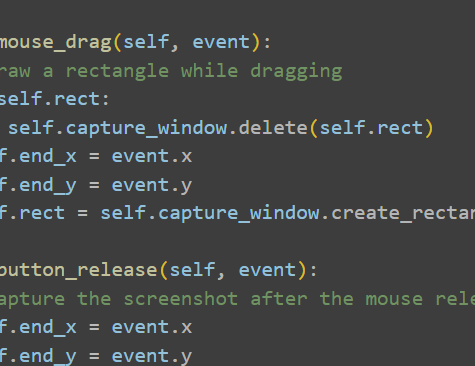 mouse_drag(self, event):
raw a rectangle while dragging
self.rect:
self.capture_window.delete(self.rect)
f.end_x = event.x
f.end_y = event.y
f.rect = self.capture_window.create_rectan
button_release(self, event):
apture the screenshot after the mouse rele
f.end_x = event.x
f.end_y = event.y